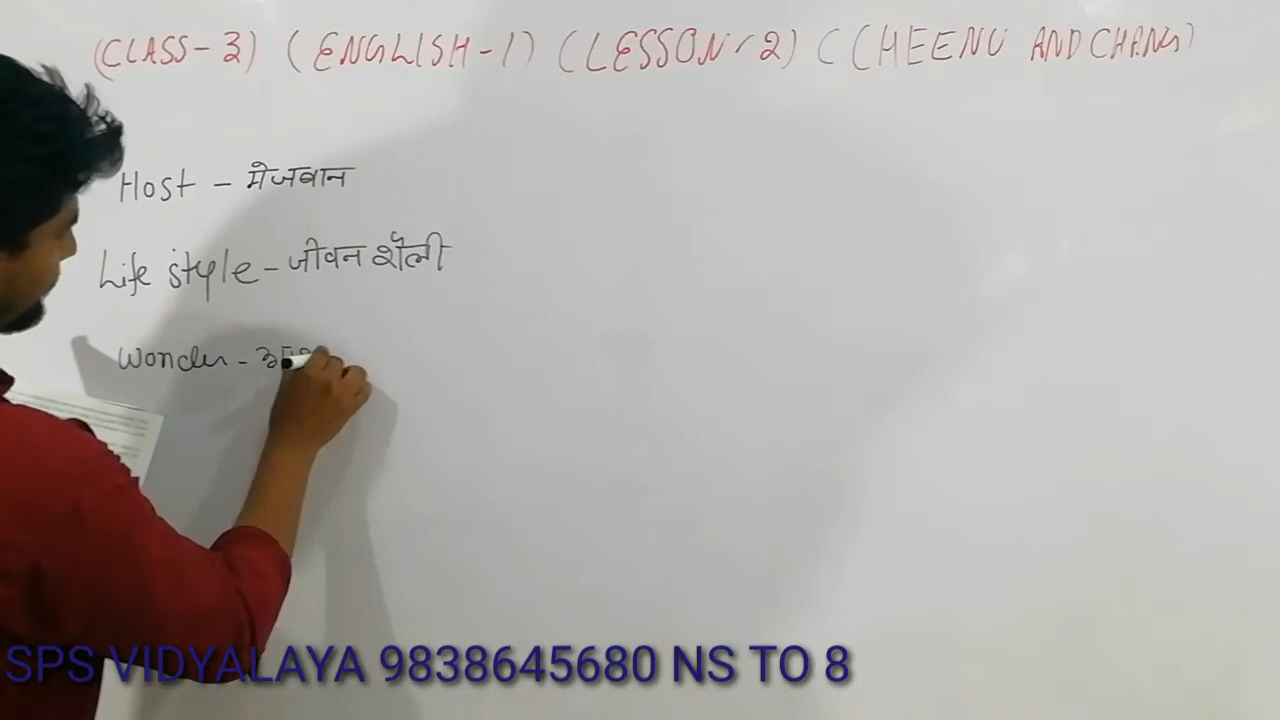 (CLASS-3) (ENGLISH-1) (LESSON-2) (CHEENU AND CHANG)
Host - मेजबान
Life style - जीवन शैली
Wonder -
SPS VIDYALAYA 9838645680 NS TO 8